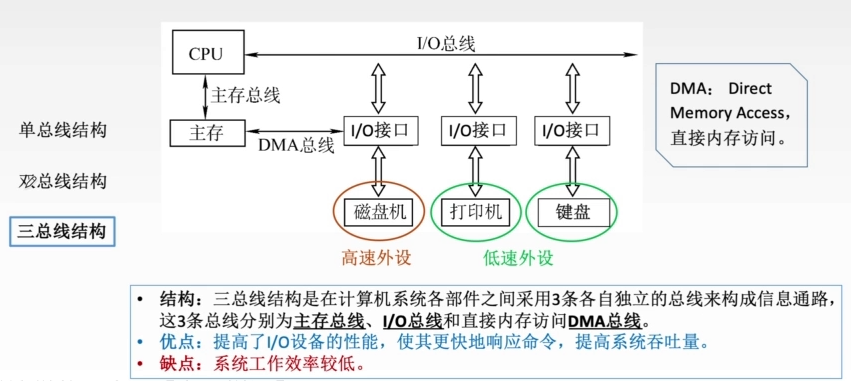 CPU
I/O总线
主存总线
主存
DMA总线
I/O接口
I/O接口
I/O接口
磁盘机
打印机
键盘
高速外设
低速外设
DMA: Direct
Memory Access,
直接内存访问。
单总线结构
双总线结构
三总线结构
• 结构：三总线结构是在计算机系统各部件之间采用3条各自独立的总线来构成信息通路，
这3条总线分别为主存总线、I/O总线和直接内存访问DMA总线。
• 优点：提高了I/O设备的性能，使其更快地响应命令，提高系统吞吐量。
• 缺点：系统工作效率较低。